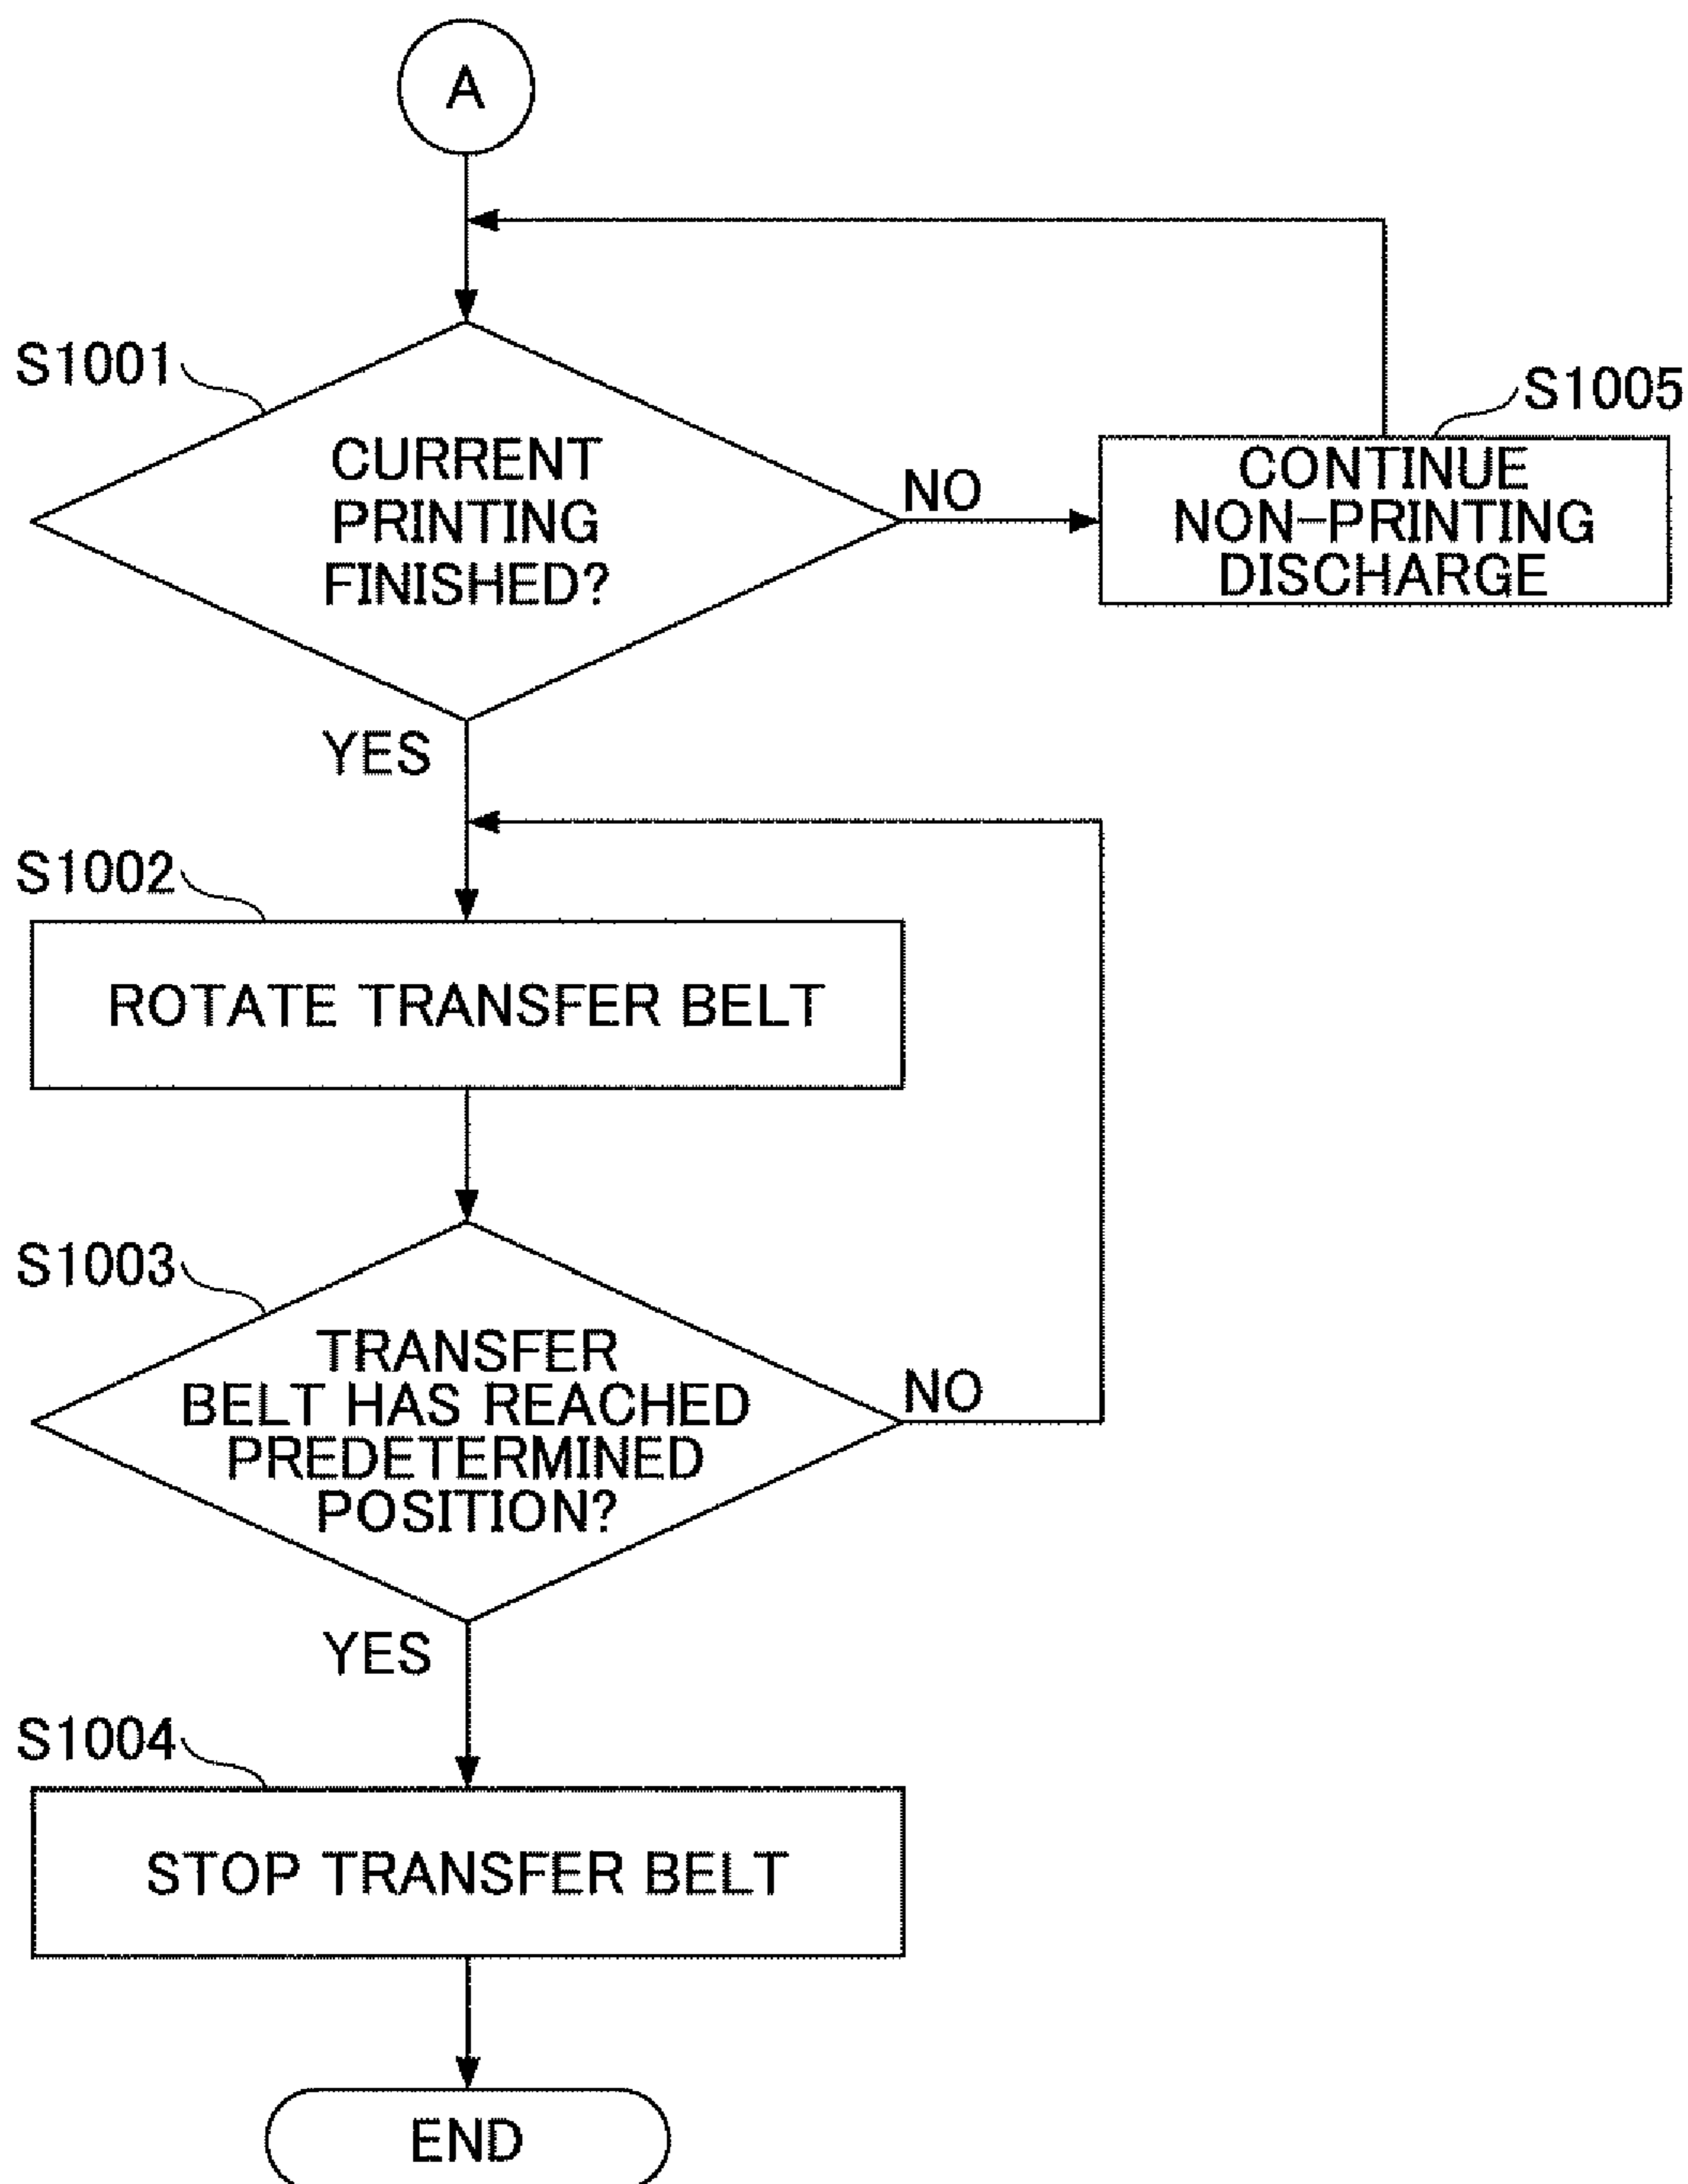 A
S1001
CURRENT
PRINTING
FINISHED?
NO
S1005
CONTINUE
NON-PRINTING
DISCHARGE
YES
S1002
ROTATE TRANSFER BELT
S1003
TRANSFER
BELT HAS REACHED
PREDETERMINED
POSITION?
NO
YES
S1004
STOP TRANSFER BELT
END